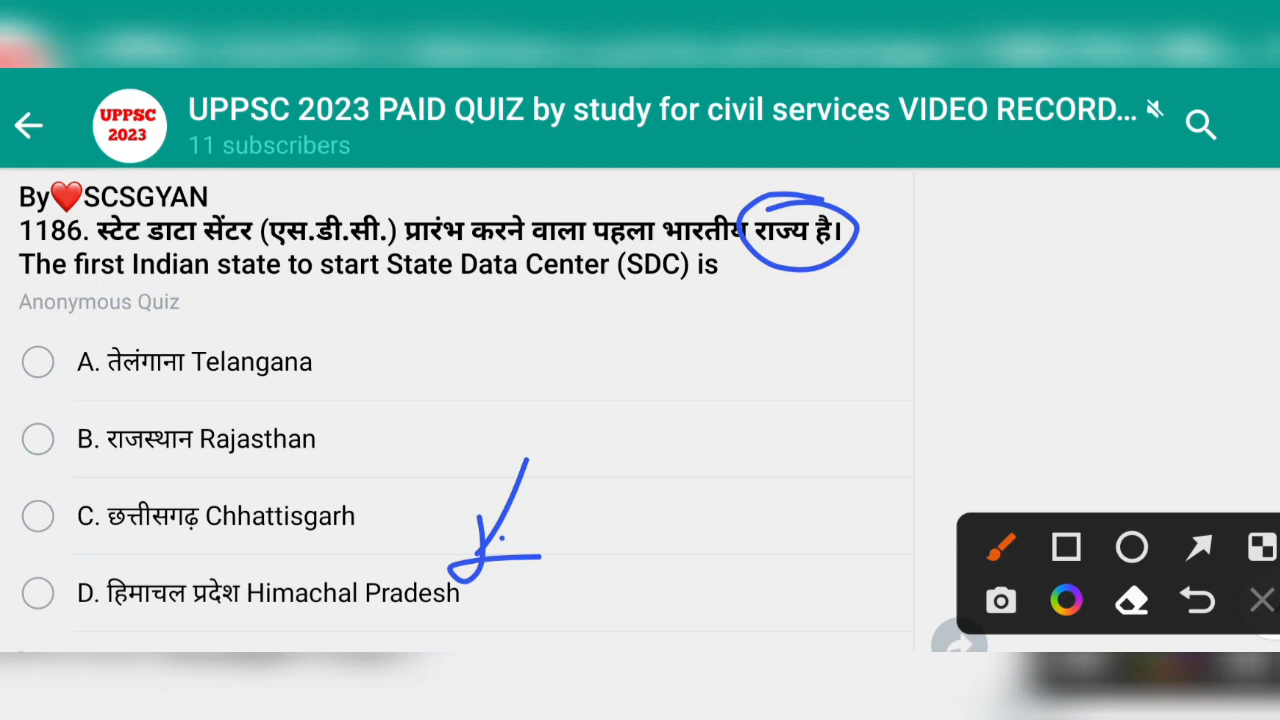 UPPSC
2023
UPPSC 2023 PAID QUIZ by study for civil services VIDEO RECORD...
11 subscribers
By❤️SCSGYAN
1186. स्टेट डाटा सेंटर (एस.डी.सी.) प्रारंभ करने वाला पहला भारतीय राज्य है।
The first Indian state to start State Data Center (SDC) is
Anonymous Quiz
A. तेलंगाना Telangana
B. राजस्थान Rajasthan
C. छत्तीसगढ़ Chhattisgarh
D. हिमाचल प्रदेश Himachal Pradesh